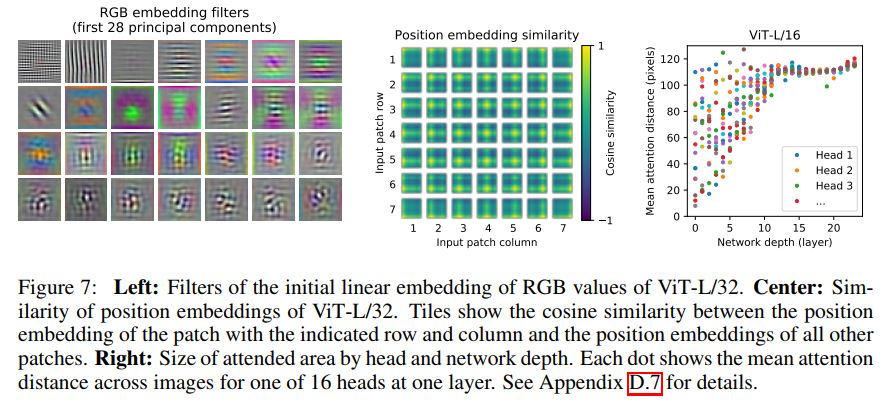 RGB embedding filters
(first 28 principal components)
Position embedding similarity
1
2
3
4
5
6
7
Input patch row
1 2 3 4 5 6 7
Input patch column
1
−1
Cosine similarity
ViT-L/16
120
100
80
60
40
20
0
Mean attention distance (pixels)
Head 1
Head 2
Head 3
...
0 5 10 15 20
Network depth (layer)
Figure 7: Left: Filters of the initial linear embedding of RGB values of ViT-L/32. Center: Sim-
ilarity of position embeddings of ViT-L/32. Tiles show the cosine similarity between the position
embedding of the patch with the indicated row and column and the position embeddings of all other
patches. Right: Size of attended area by head and network depth. Each dot shows the mean attention
distance across images for one of 16 heads at one layer. See Appendix D.7 for details.